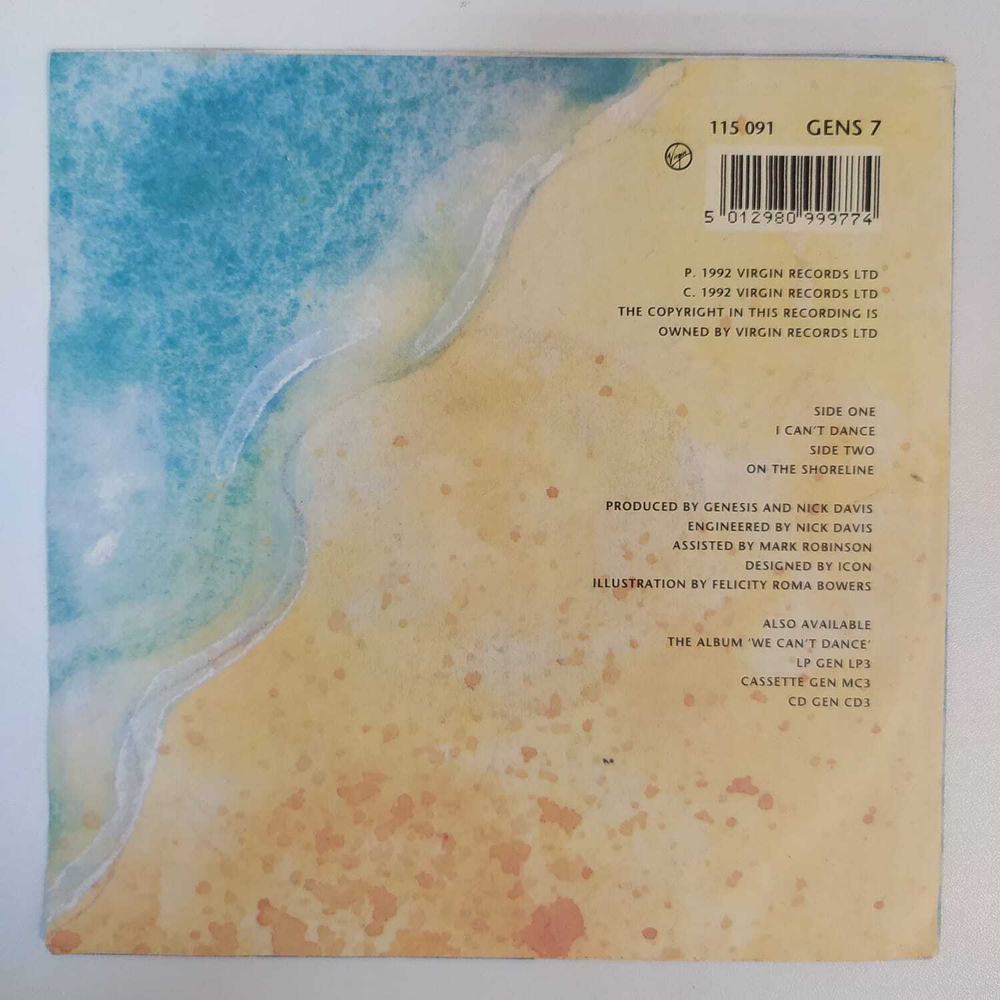 115 091 GENS 7
Virgin
5 012980 999774
P. 1992 VIRGIN RECORDS LTD
C. 1992 VIRGIN RECORDS LTD
THE COPYRIGHT IN THIS RECORDING IS
OWNED BY VIRGIN RECORDS LTD
SIDE ONE
I CAN'T DANCE
SIDE TWO
ON THE SHORELINE
PRODUCED BY GENESIS AND NICK DAVIS
ENGINEERED BY NICK DAVIS
ASSISTED BY MARK ROBINSON
DESIGNED BY ICON
ILLUSTRATION BY FELICITY ROMA BOWERS
ALSO AVAILABLE
THE ALBUM 'WE CAN'T DANCE'
LP GEN LP3
CASSETTE GEN MC3
CD GEN CD3